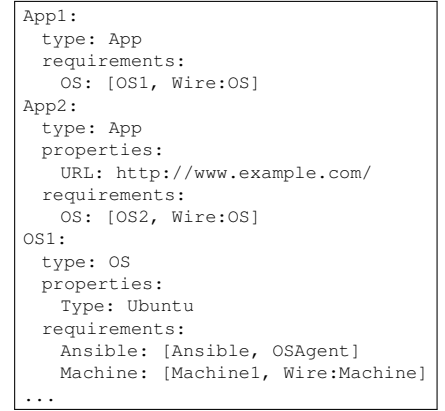 App1:
  type: App
  requirements:
    OS: [OS1, Wire:OS]
App2:
  type: App
  properties:
    URL: http://www.example.com/
  requirements:
    OS: [OS2, Wire:OS]
OS1:
  type: OS
  properties:
    Type: Ubuntu
  requirements:
    Ansible: [Ansible, OSAgent]
    Machine: [Machine1, Wire:Machine]
...